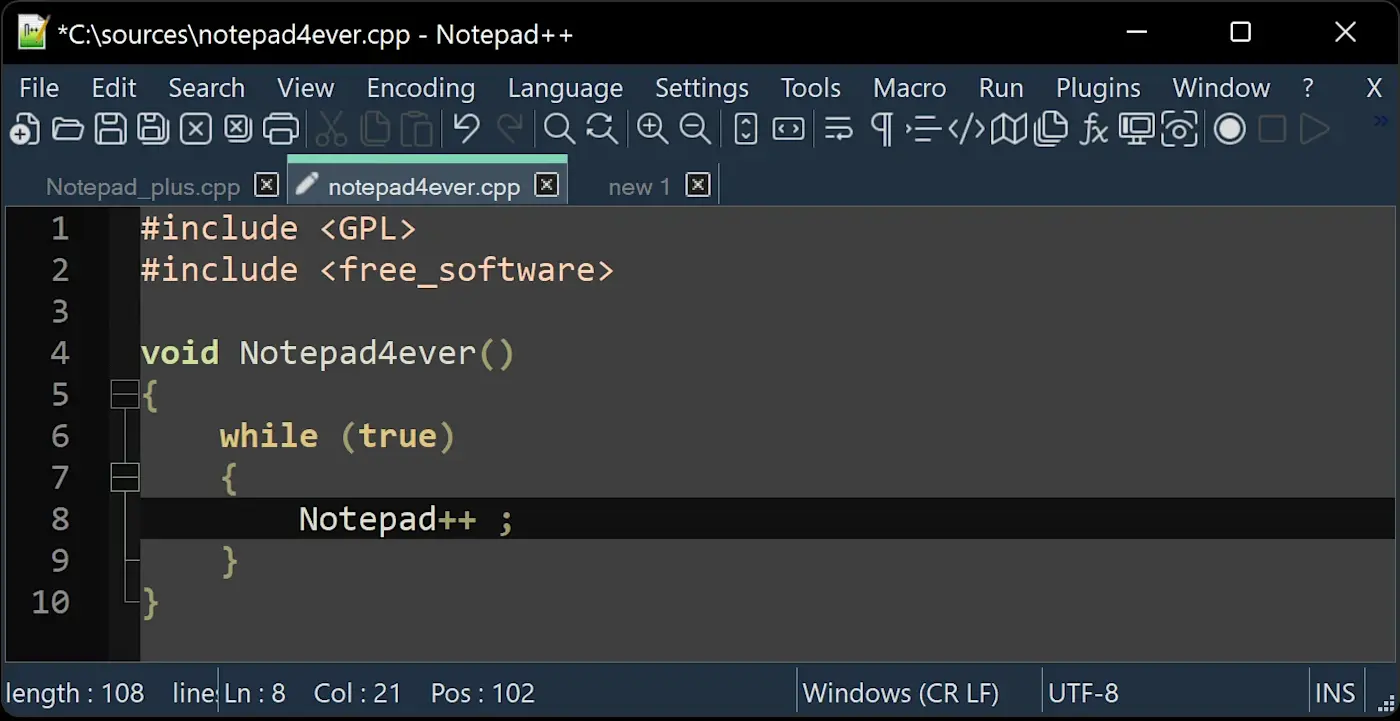 *C:\sources\notepad4ever.cpp - Notepad++
File Edit Search View Encoding Language Settings Tools Macro Run Plugins Window ? X
Notepad_plus.cpp notepad4ever.cpp new 1
1 #include <GPL>
2 #include <free_software>
3
4 void Notepad4ever()
5 {
6     while (true)
7     {
8         Notepad++ ;
9     }
10 }
length : 108 line Ln : 8 Col : 21 Pos : 102 Windows (CR LF) UTF-8 INS